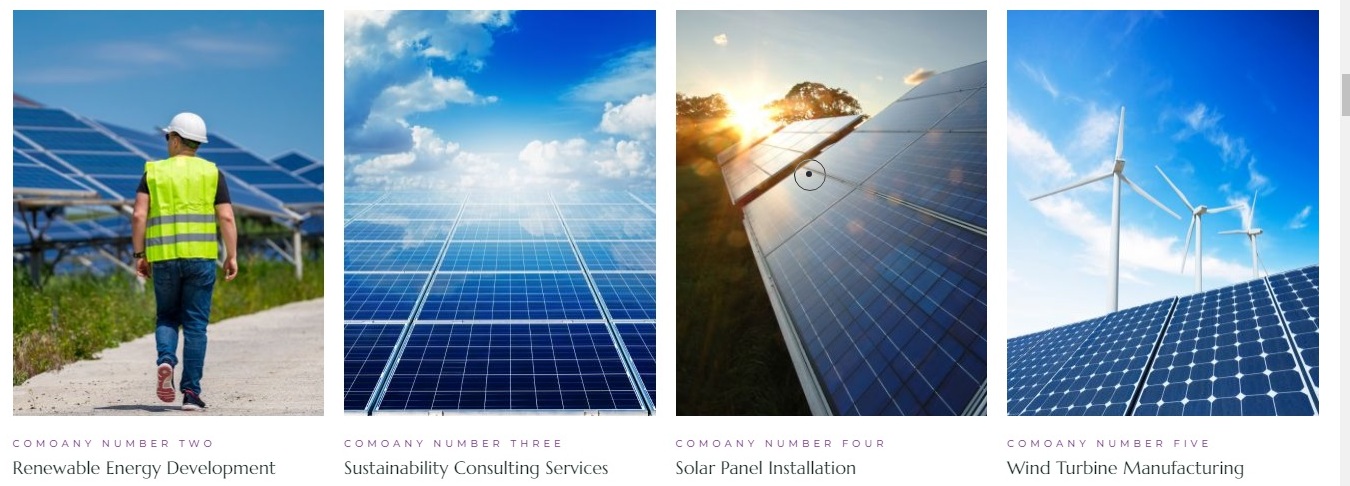 COMOANY NUMBER TWO
Renewable Energy Development
COMOANY NUMBER THREE
Sustainability Consulting Services
COMOANY NUMBER FOUR
Solar Panel Installation
COMOANY NUMBER FIVE
Wind Turbine Manufacturing